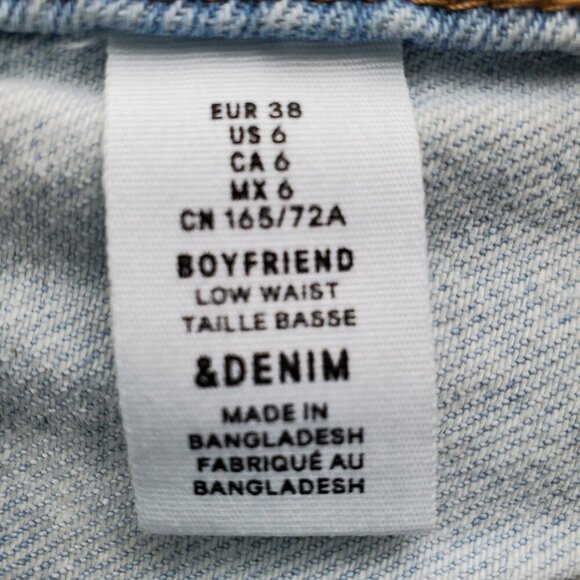 EUR 38
US 6
CA 6
MX 6
CN 165/72A
BOYFRIEND
LOW WAIST
TAILLE BASSE
&DENIM
MADE IN
BANGLADESH
FABRIQUÉ AU
BANGLADESH